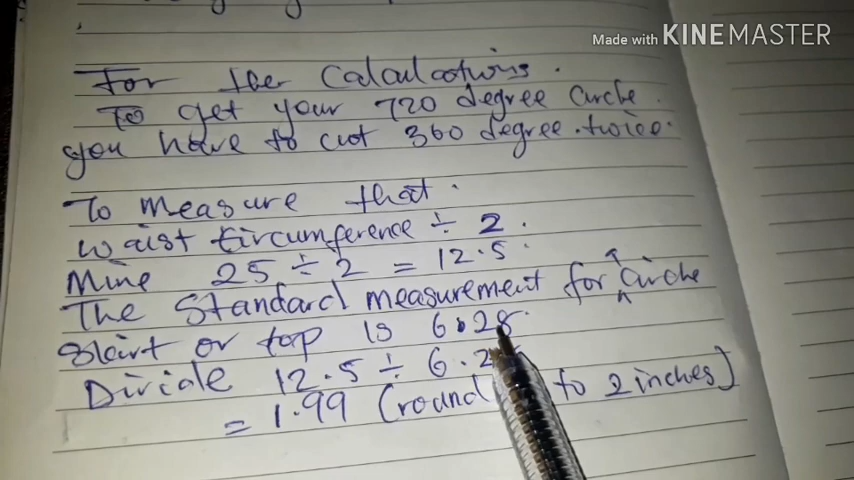 Made with KINEMASTER
For the Calculations.
To get your 720 degree Circle.
you have to cut 360 degree twice.
To measure that.
Waist Circumference ÷ 2.
Mine 25 ÷ 2 = 12.5.
The Standard measurement for Circle
Skirt or top is 6.28.
Divide 12.5 ÷ 6.2
= 1.99 (round to 2 inches)